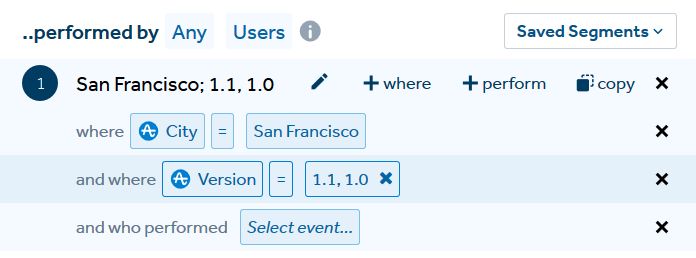 ..performed by Any Users i Saved Segments
1 San Francisco; 1.1, 1.0 + where + perform copy ×
where City = San Francisco ×
and where Version = 1.1, 1.0 × ×
and who performed Select event... ×